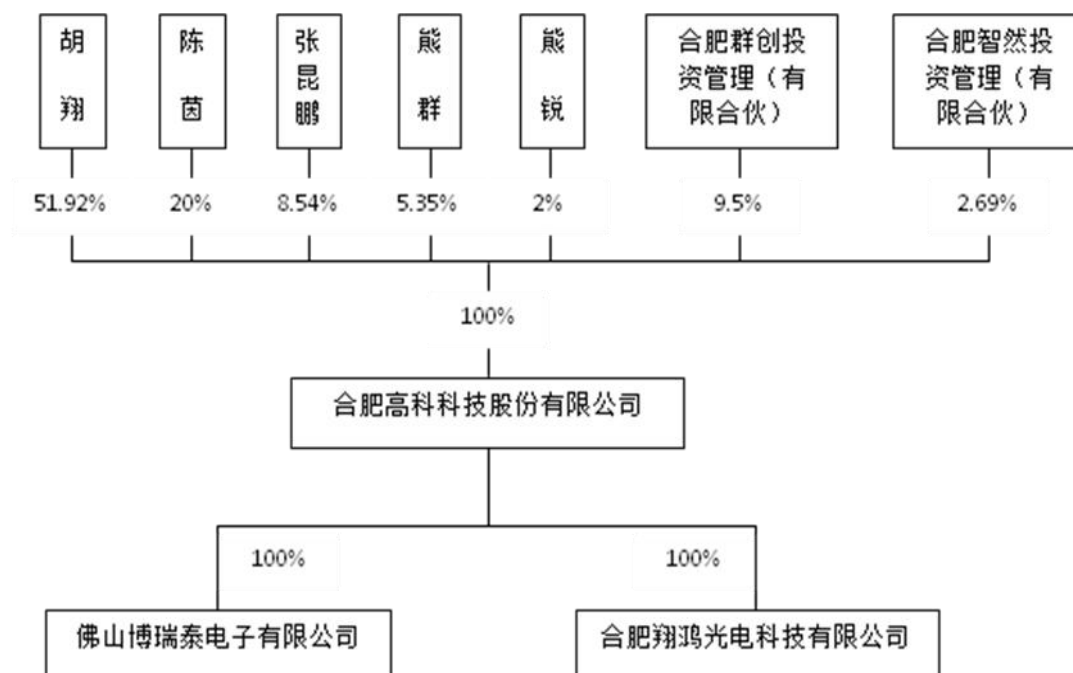 胡翔
陈茵
张昆鹏
熊群
熊锐
合肥群创投
资管理（有
限合伙）
合肥智然投
资管理（有
限合伙）
51.92%
20%
8.54%
5.35%
2%
9.5%
2.69%
100%
合肥高科科技股份有限公司
100%
100%
佛山博瑞泰电子有限公司
合肥翔鸿光电科技有限公司